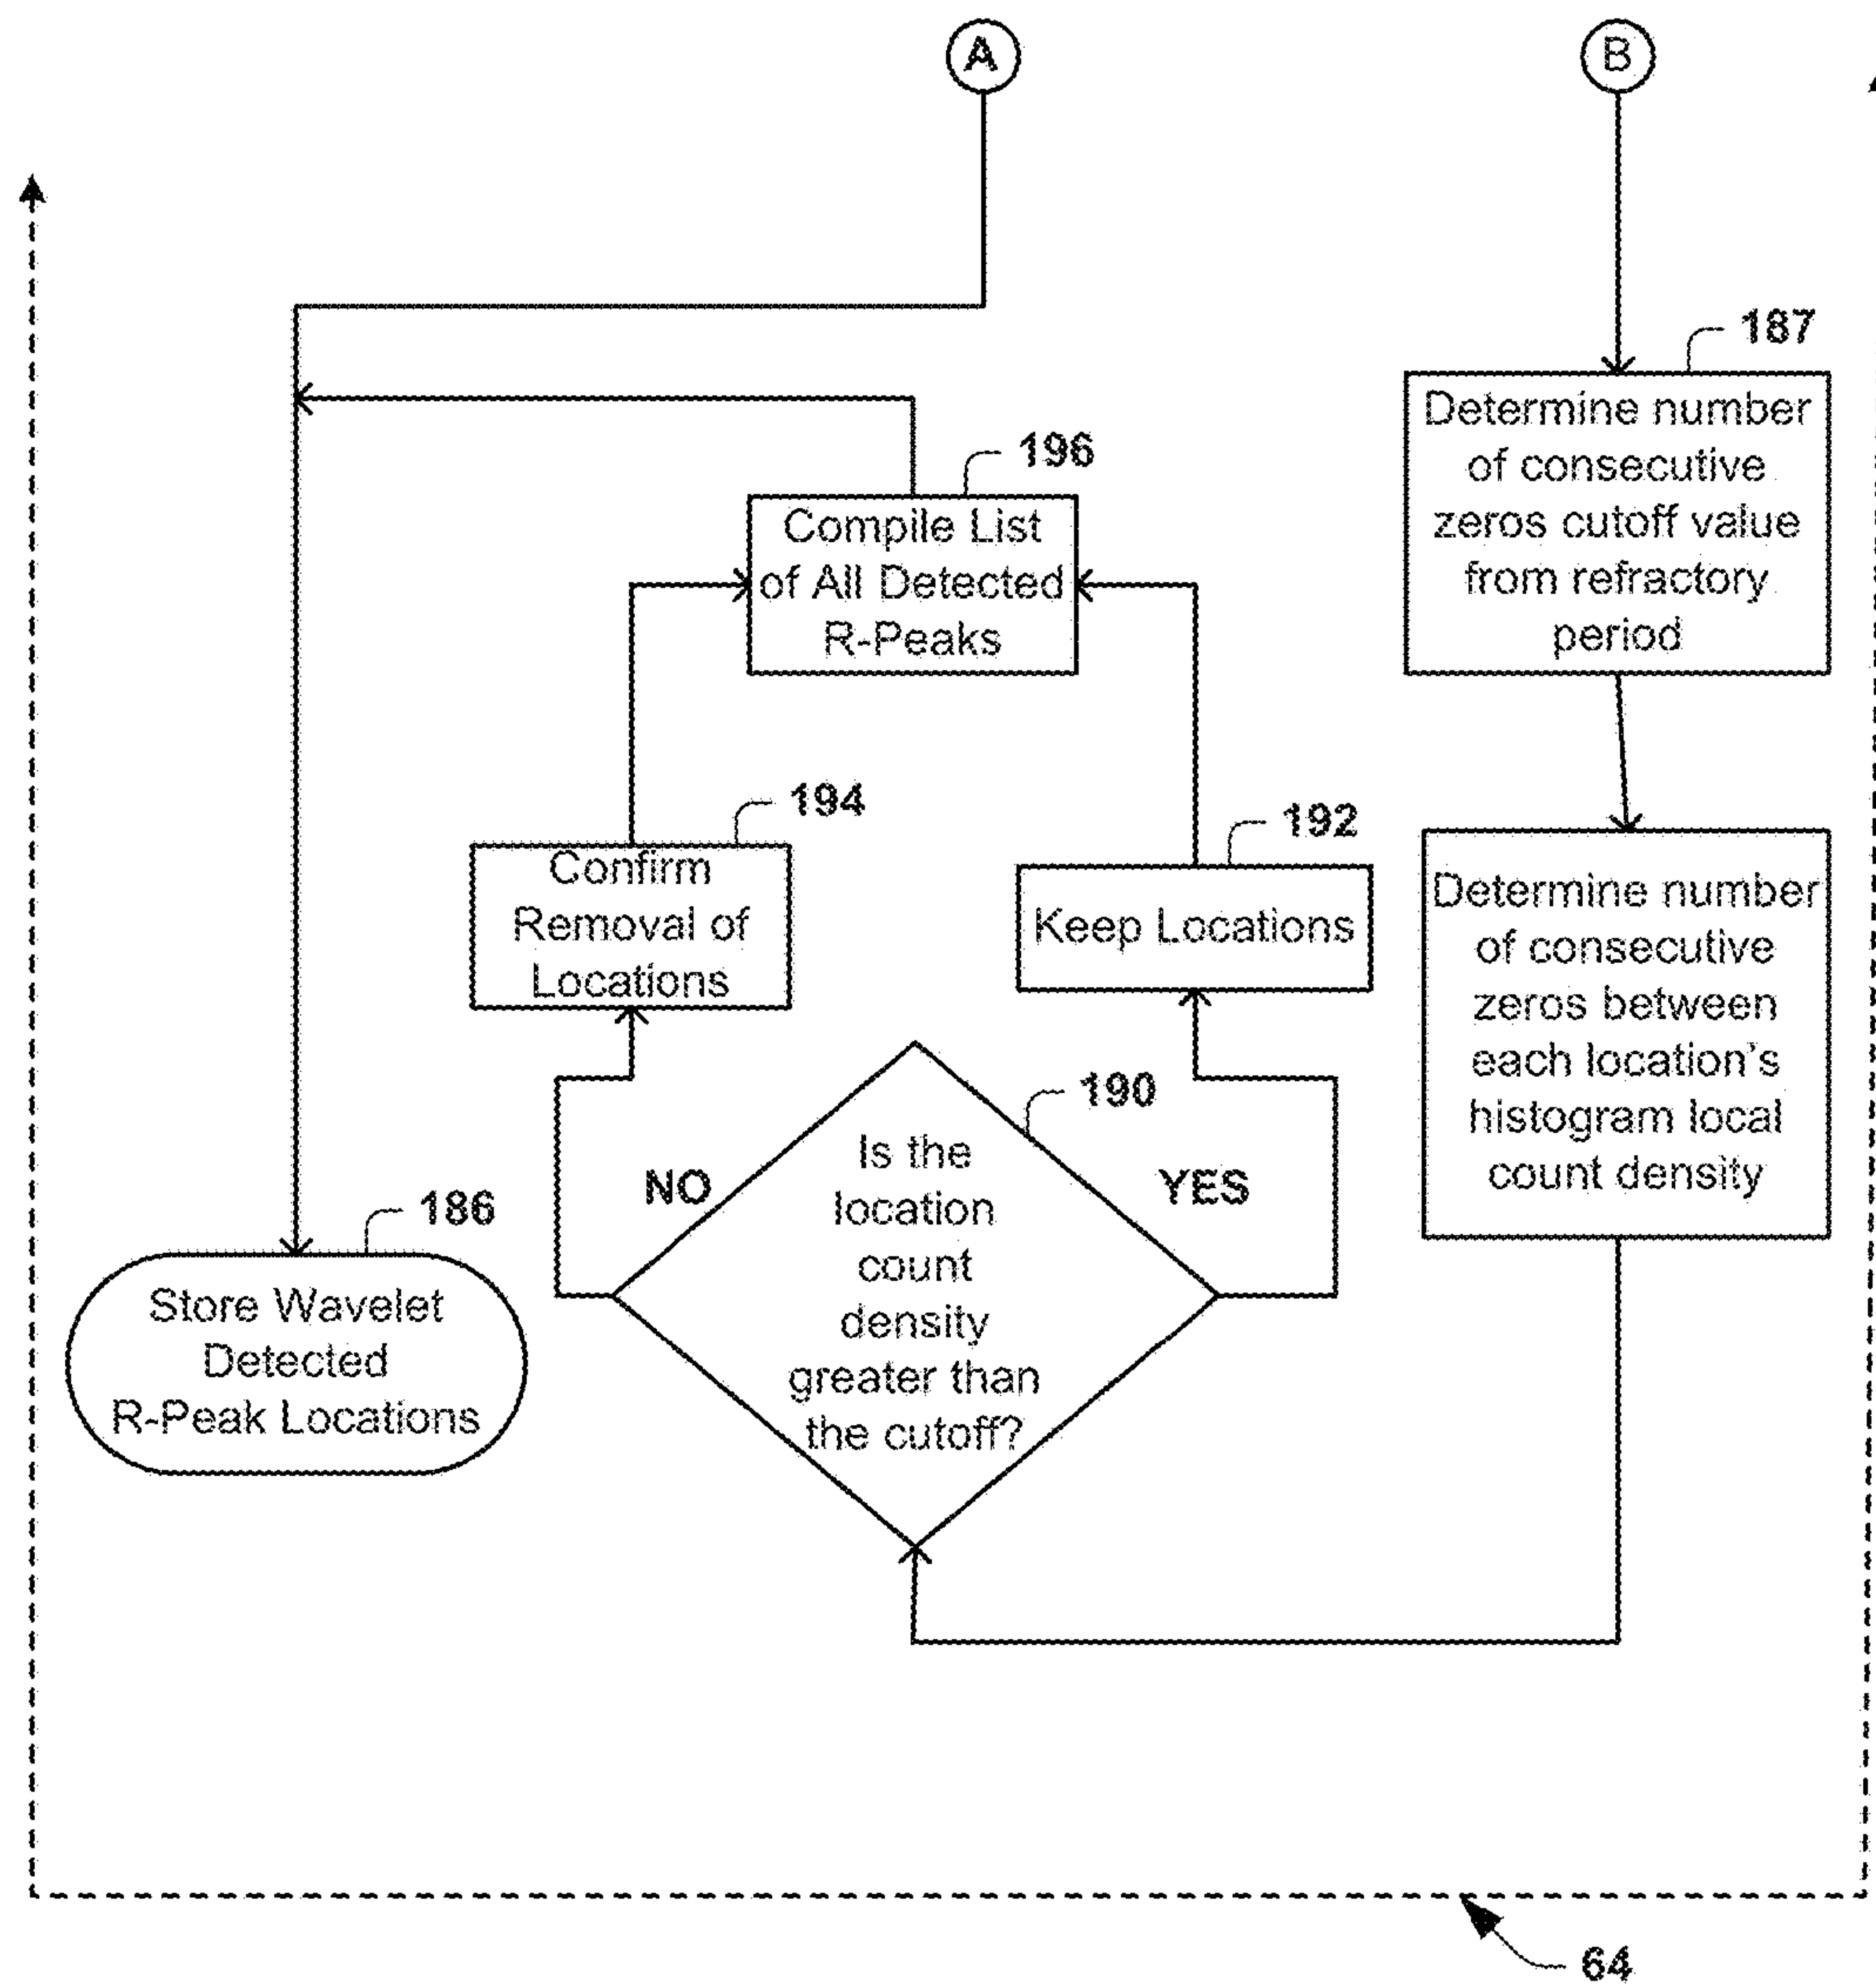 A
B
187
Determine number
of consecutive
zeros cutoff value
from refractory
period
196
Compile List
of All Detected
R-Peaks
194
Confirm
Removal of
Locations
192
Keep Locations
Determine number
of consecutive
zeros between
each location's
histogram local
count density
190
Is the
location
count
density
greater than
the cutoff?
NO
YES
186
Store Wavelet
Detected
R-Peak Locations
64